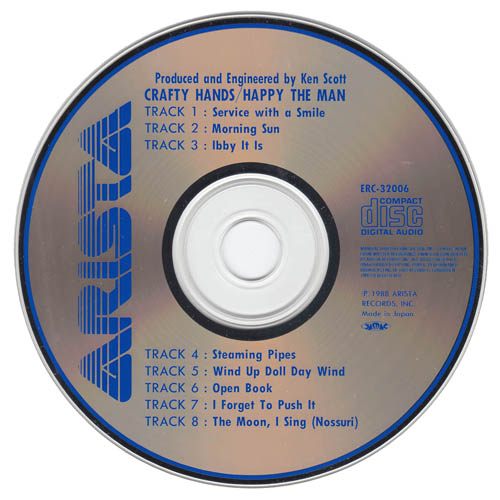 Produced and Engineered by Ken Scott
CRAFTY HANDS/HAPPY THE MAN
TRACK 1 : Service with a Smile
TRACK 2 : Morning Sun
TRACK 3 : Ibby It Is
ARISTA
ERC-32006
COMPACT
disc
DIGITAL AUDIO
℗ 1988 ARISTA
RECORDS, INC.
Made in Japan
TRACK 4 : Steaming Pipes
TRACK 5 : Wind Up Doll Day Wind
TRACK 6 : Open Book
TRACK 7 : I Forget To Push It
TRACK 8 : The Moon, I Sing (Nossuri)